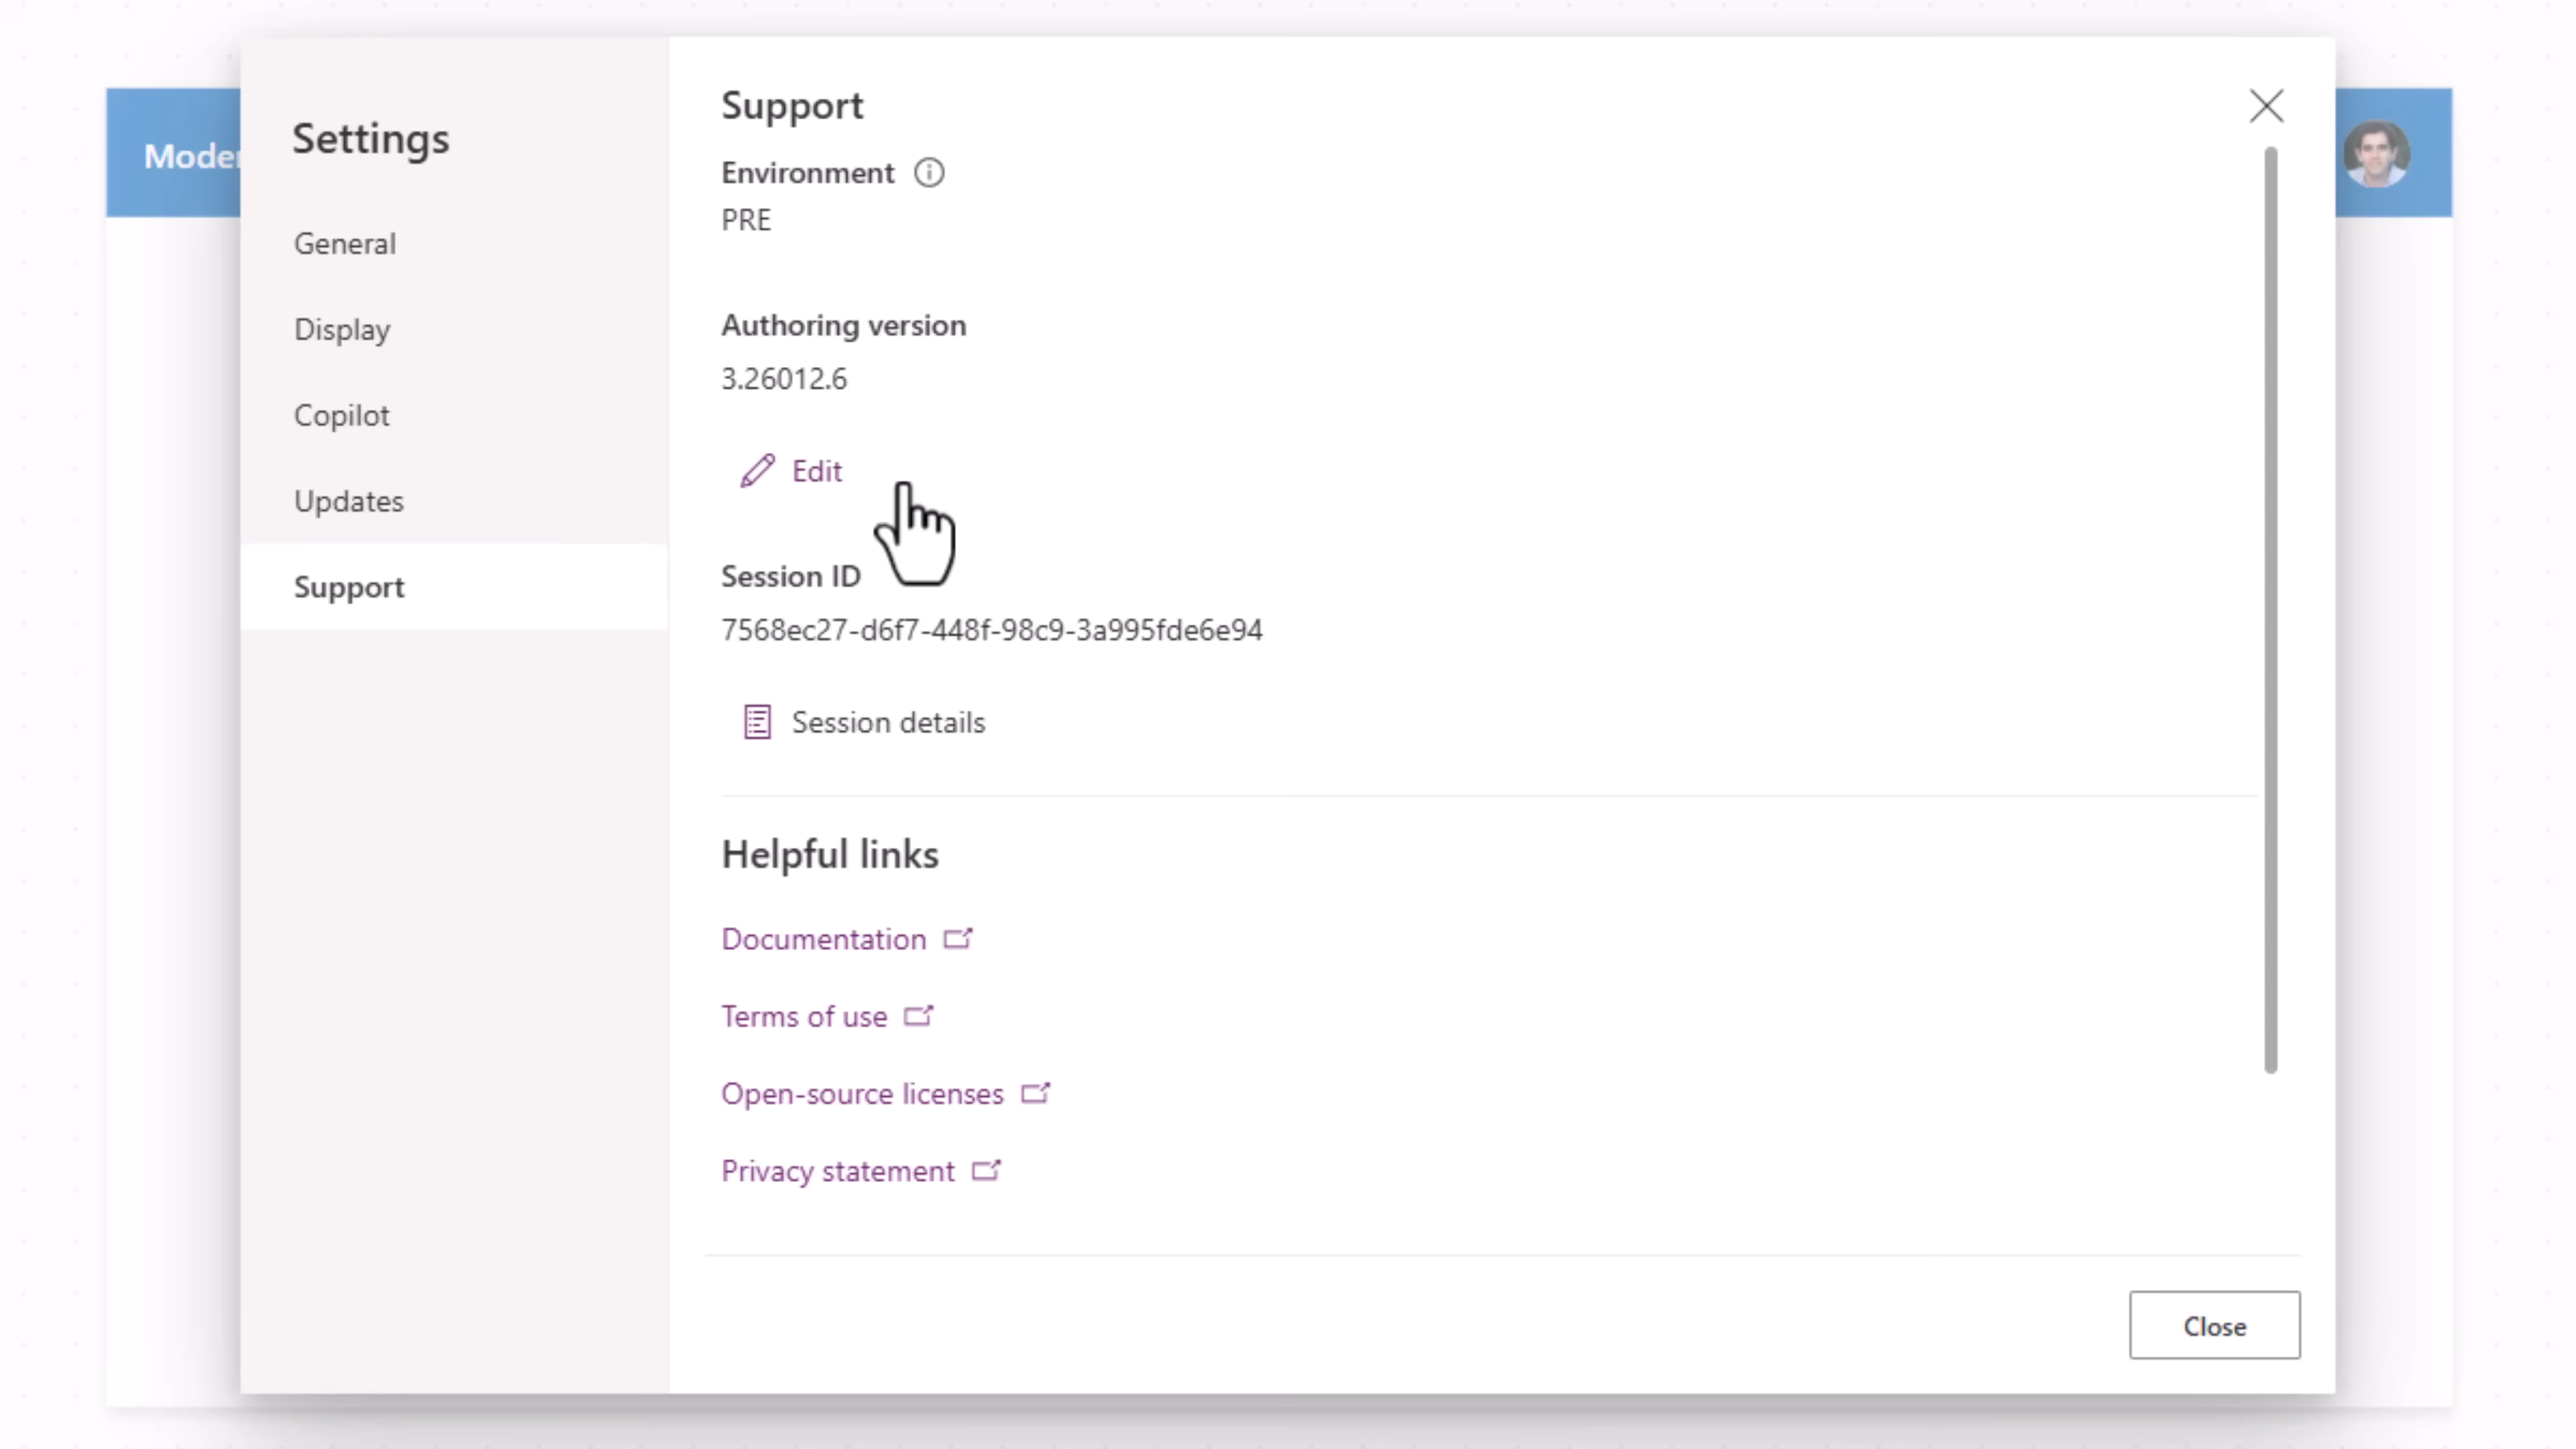 Moder
Settings
General
Display
Copilot
Updates
Support
Support
Environment
PRE
Authoring version
3.26012.6
Edit
Session ID
7568ec27-d6f7-448f-98c9-3a995fde6e94
Session details
Helpful links
Documentation
Terms of use
Open-source licenses
Privacy statement
Close